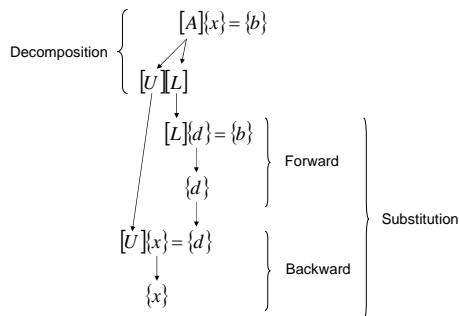 [A]{x} = {b}
Decomposition
[U][L]
[L]{d} = {b}
Forward
{d}
Substitution
[U]{x} = {d}
Backward
{x}